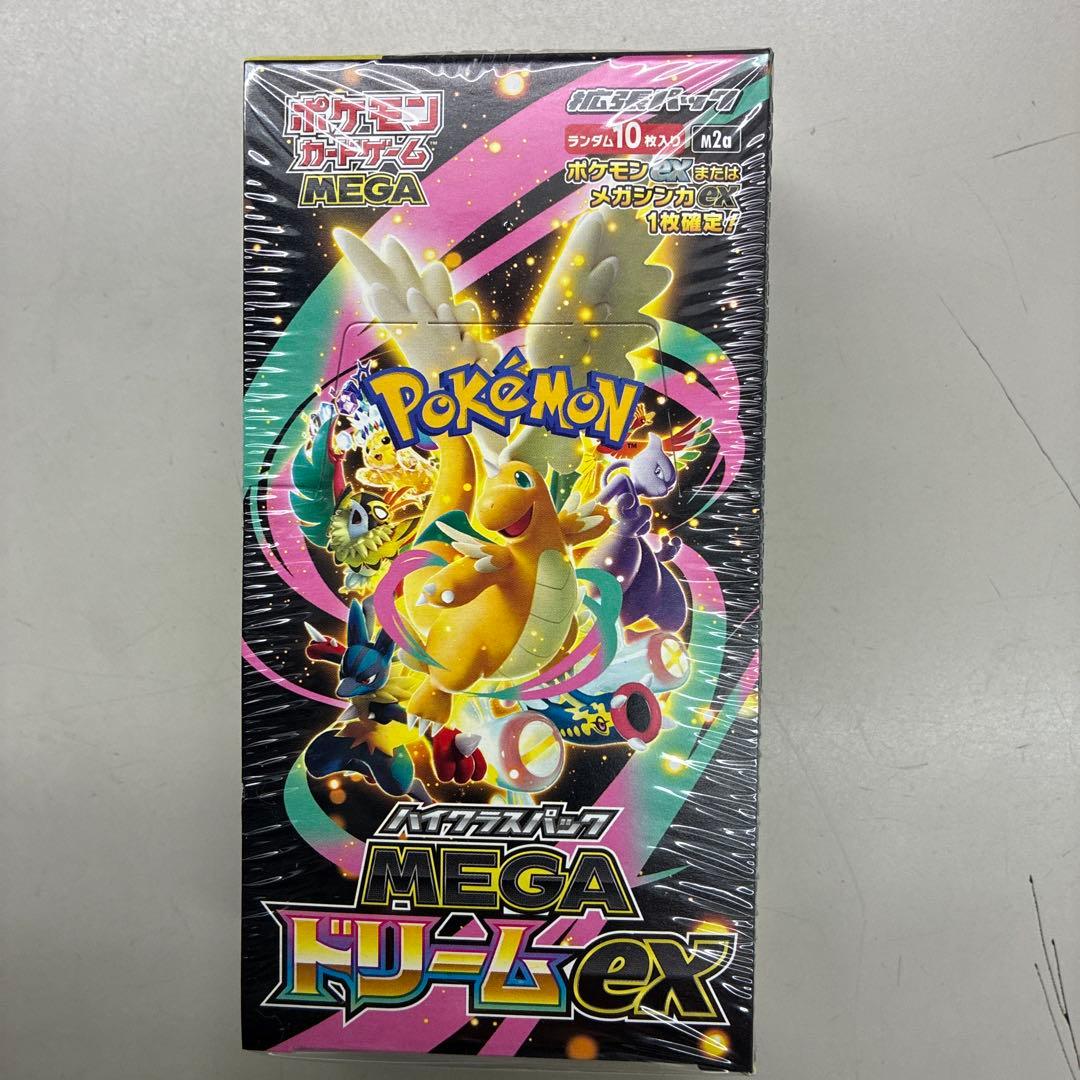 ポケモン
カードゲーム
MEGA
拡張パック
ランダム10枚入り M2a
ポケモンexまたは
メガシンカex
1枚確定!
POKéMON
TM
ハイクラスパック
MEGA
ドリームex